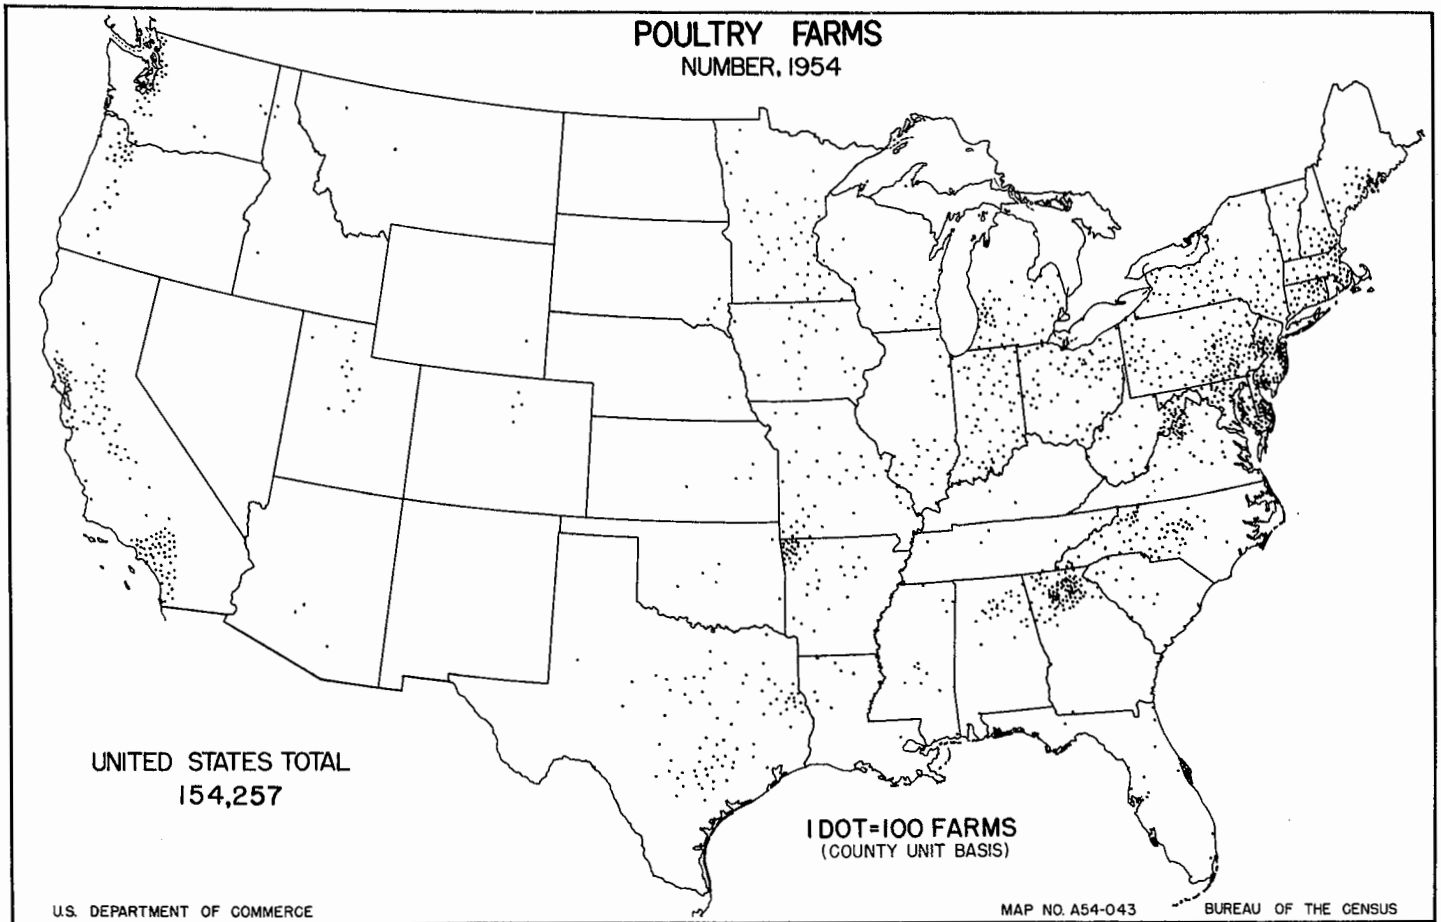 POULTRY FARMS
NUMBER, 1954
UNITED STATES TOTAL
154,257
1 DOT=100 FARMS
(COUNTY UNIT BASIS)
U.S. DEPARTMENT OF COMMERCE
MAP NO. A54-043
BUREAU OF THE CENSUS